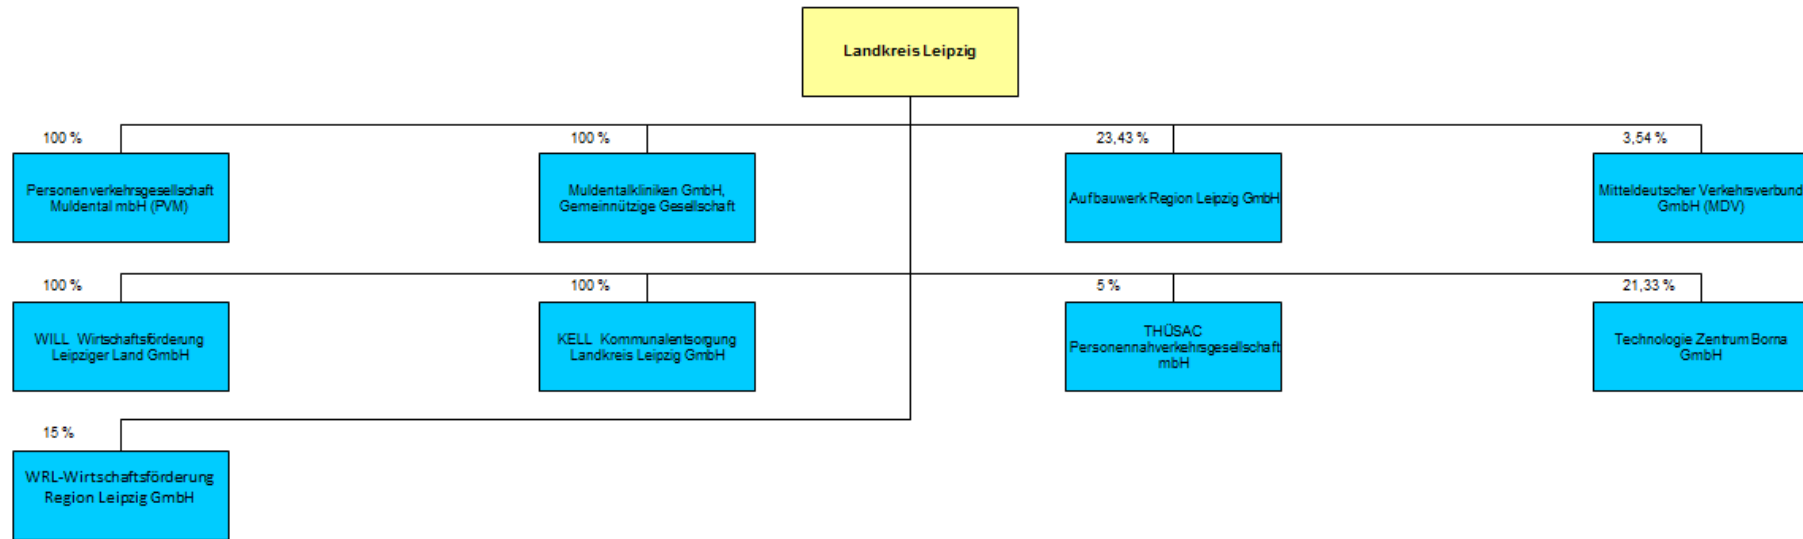 Landkreis Leipzig
100 %
Personenverkehrsgesellschaft
Muldental mbH (PVM)
100 %
Muldentalkliniken GmbH,
Gemeinnützige Gesellschaft
23,43 %
Aufbauwerk Region Leipzig GmbH
3,54 %
Mitteldeutscher Verkehrsverbund
GmbH (MDV)
100 %
WILL Wirtschaftsförderung
Leipziger Land GmbH
100 %
KELL Kommunalentsorgung
Landkreis Leipzig GmbH
5 %
THÜSAC
Personennahverkehrsgesellschaft
mbH
21,33 %
Technologie Zentrum Borna
GmbH
15 %
WRL-Wirtschaftsförderung
Region Leipzig GmbH